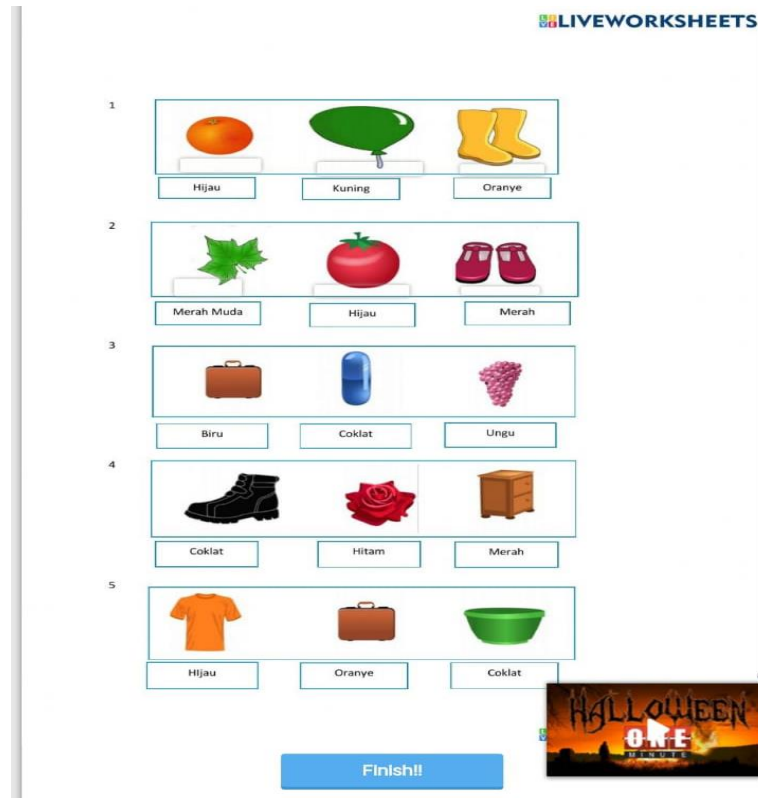 LIVEWORKSHEETS
1
Hijau Kuning Oranye
2
Merah Muda Hijau Merah
3
Biru Coklat Ungu
4
Coklat Hitam Merah
5
HIjau Oranye Coklat
HALLOWEEN
ONE
MINUTE
FInIsh!!